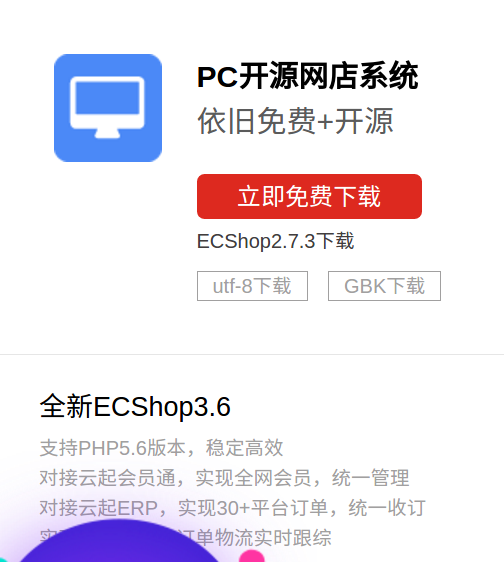 PC开源网店系统
依旧免费+开源
立即免费下载
ECShop2.7.3下载
utf-8下载 GBK下载
全新ECShop3.6
支持PHP5.6版本，稳定高效
对接云起会员通，实现全网会员，统一管理
对接云起ERP，实现30+平台订单，统一收订
订单物流实时跟综